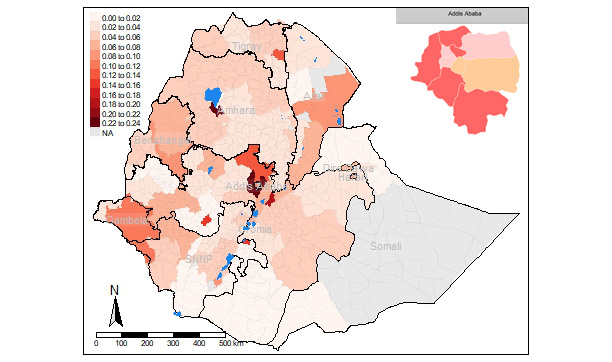 0.00 to 0.02
0.02 to 0.04
0.04 to 0.06
0.06 to 0.08
0.08 to 0.10
0.10 to 0.12
0.12 to 0.14
0.14 to 0.16
0.16 to 0.18
0.18 to 0.20
0.20 to 0.22
0.22 to 0.24
NA
Addis Ababa
Tigray
Afar
Amhara
Addis Ababa
Harari
Gambela
Oromia
Somali
SNNP
N
0 100 200 300 400 500 km